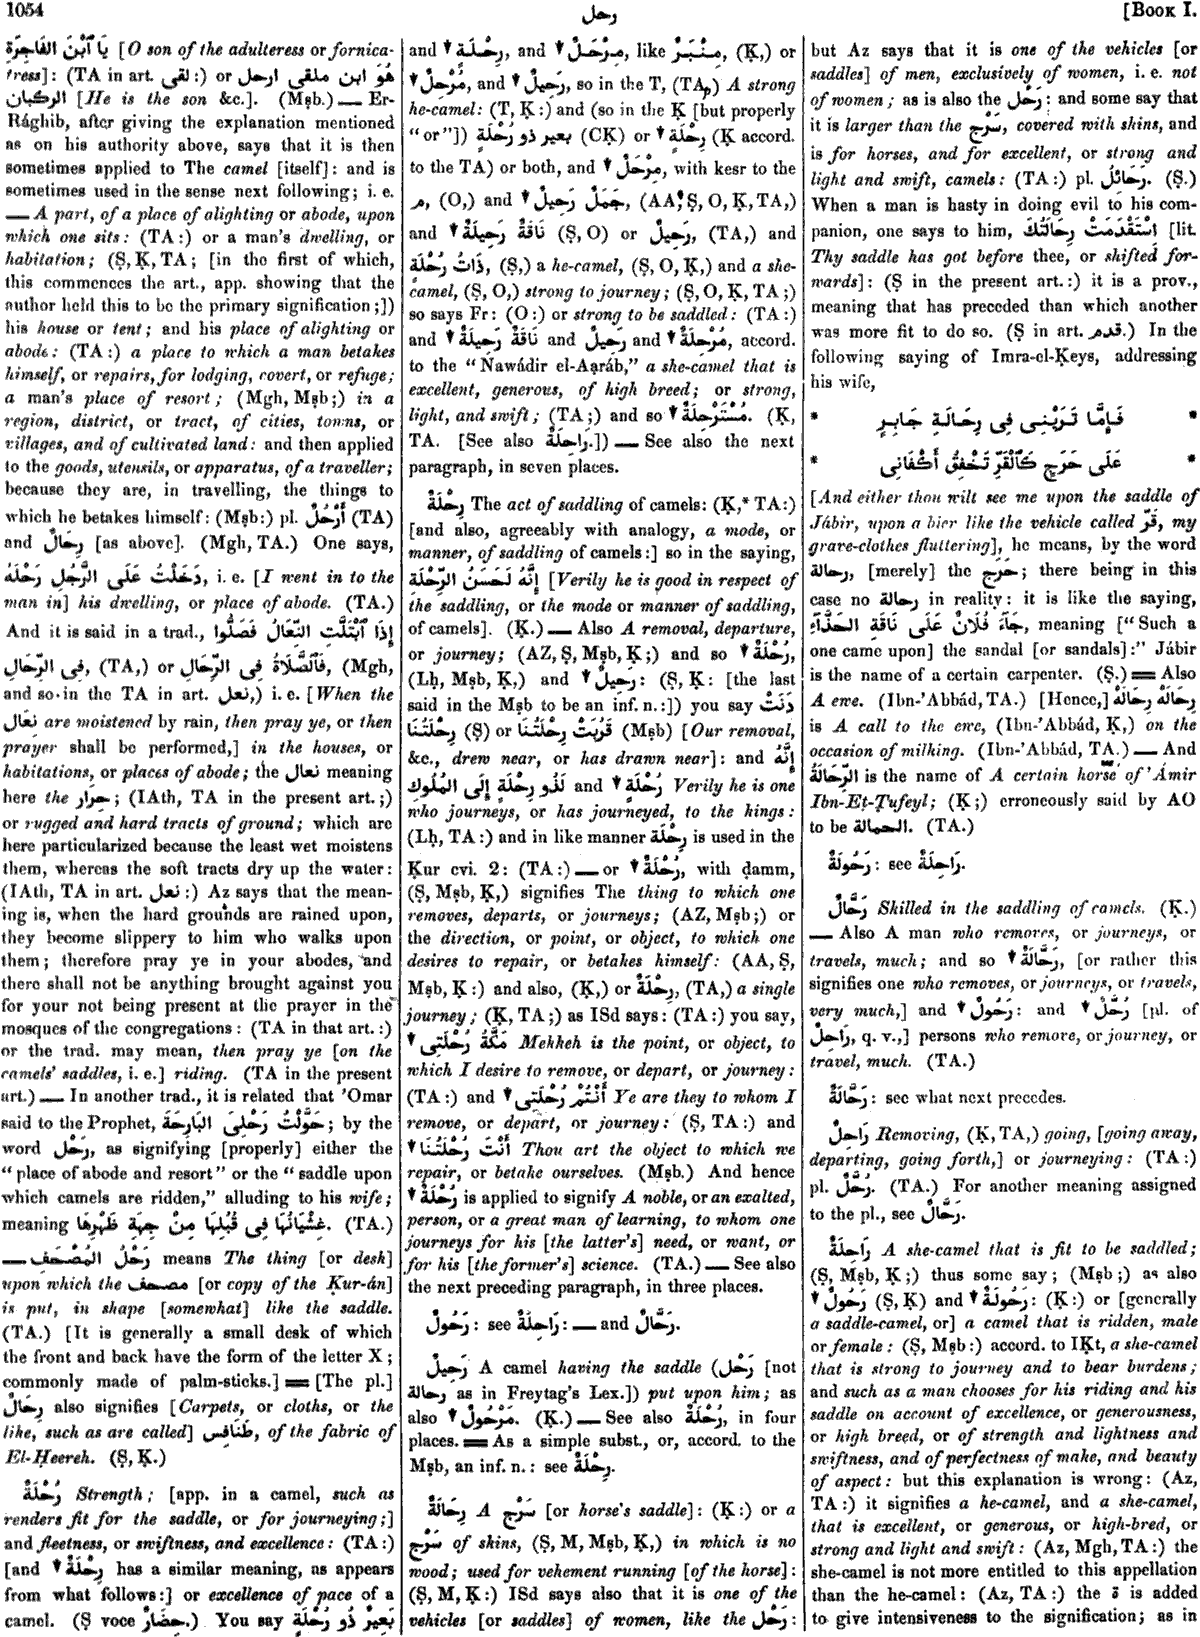 1054
رحل
[Book I.
يَا ٱبْنَ الفَاجِرَةِ [O son of the adulteress or fornica-
tress]: (TA in art. لقى:) or هُوَ ابن ملقى ارحل
الركبان [He is the son &c.]. (Mṣb.) — Er-
Rághib, after giving the explanation mentioned
as on his authority above, says that it is then
sometimes applied to The camel [itself]: and is
sometimes used in the sense next following; i. e.
— A part, of a place of alighting or abode, upon
which one sits: (TA:) or a man's dwelling, or
habitation; (Ṣ, Ḳ, TA; [in the first of which,
this commences the art., app. showing that the
author held this to be the primary signification;])
his house or tent; and his place of alighting or
abode: (TA:) a place to which a man betakes
himself, or repairs, for lodging, covert, or refuge;
a man's place of resort; (Mgh, Mṣb;) in a
region, district, or tract, of cities, towns, or
villages, and of cultivated land: and then applied
to the goods, utensils, or apparatus, of a traveller;
because they are, in travelling, the things to
which he betakes himself: (Mṣb:) pl. أَرْحُلٌ (TA)
and رِحَالٌ [as above]. (Mgh, TA.) One says,
دَخَلْتُ عَلَى الرَّجُلِ رَحْلَهُ, i. e. [I went in to the
man in] his dwelling, or place of abode. (TA.)
And it is said in a trad., إِذَا ٱبْتَلَّتِ النِّعَالُ فَصَلُّوا
فِى الرِّحَالِ, (TA,) or فَٱلصَّلَاةُ فِى الرِّحَالِ, (Mgh,
and so in the TA in art. نعل,) i. e. [When the
نِعَال are moistened by rain, then pray ye, or then
prayer shall be performed,] in the houses, or
habitations, or places of abode; the نعال meaning
here the حِرَار; (IAth, TA in the present art.;)
or rugged and hard tracts of ground; which are
here particularized because the least wet moistens
them, whereas the soft tracts dry up the water:
(IAth, TA in art. نعل:) Az says that the mean-
ing is, when the hard grounds are rained upon,
they become slippery to him who walks upon
them; therefore pray ye in your abodes, and
there shall not be anything brought against you
for your not being present at the prayer in the
mosques of the congregations: (TA in that art.:)
or the trad. may mean, then pray ye [on the
camels' saddles, i. e.] riding. (TA in the present
art.) — In another trad., it is related that 'Omar
said to the Prophet, حَوَّلْتُ رَحْلِىَ البَارِحَةَ; by the
word رَحْل, as signifying [properly] either the
“place of abode and resort” or the “saddle upon
which camels are ridden,” alluding to his wife;
meaning غِشْيَانُهَا فِى قُبُلِهَا مِنْ جِهَةِ ظَهْرِهَا. (TA.)
— رَحْلُ المُصْحَفِ means The thing [or desk]
upon which the مصحف [or copy of the Ḳur-án]
is put, in shape [somewhat] like the saddle.
(TA.) [It is generally a small desk of which
the front and back have the form of the letter X;
commonly made of palm-sticks.] ═ [The pl.]
رِحَالٌ also signifies [Carpets, or cloths, or the
like, such as are called] طَنَافِس, of the fabric of
El-Ḥeereh. (Ṣ, Ḳ.)
رُحْلَةٌ Strength; [app. in a camel, such as
renders fit for the saddle, or for journeying;]
and fleetness, or swiftness, and excellence: (TA:)
[and ↓ رِحْلَةٌ has a similar meaning, as appears
from what follows:] or excellence of pace of a
camel. (Ṣ voce حِضَارٌ.) You say بَعِيرٌ ذُو رُحْلَةٍ
and ↓ رِحْلَةٍ, and ↓ مِرْحَلٌ, like مِنْبَرٌ, (Ḳ,) or
↓ مُرْحِلٌ, and ↓ رَحِيلٌ, so in the T, (TA,) A strong
he-camel: (T, Ḳ:) and (so in the Ḳ [but properly
“or”]) بعير ذو رُحْلَةٍ (CK) or ↓ رِحْلَةٍ (Ḳ accord.
to the TA) or both, and ↓ مِرْحَلٌ, with kesr to the
م, (O,) and ↓ جَمَلٌ رَحِيلٌ, (AA, Ṣ, O, Ḳ, TA,)
and ↓ نَاقَةٌ رَحِيلَةٌ (Ṣ, O) or رَحِيلٌ, (TA,) and
ذَاتُ رُحْلَةٍ, (Ṣ,) a he-camel, (Ṣ, O, Ḳ,) and a she-
camel, (Ṣ, O,) strong to journey; (Ṣ, O, Ḳ, TA;)
so says Fr: (O:) or strong to be saddled: (TA:)
and ↓ نَاقَةٌ رَحِيلَةٌ and رَحِيلٌ and ↓ مُرْحِلَةٌ, accord.
to the “Nawádir el-Aạráb,” a she-camel that is
excellent, generous, of high breed; or strong,
light, and swift; (TA;) and so ↓ مُسْتَرْحِلَةٌ. (Ḳ,
TA. [See also رَاحِلَةٌ.]) — See also the next
paragraph, in seven places.
رِحْلَةٌ The act of saddling of camels: (Ḳ,* TA:)
[and also, agreeably with analogy, a mode, or
manner, of saddling of camels:] so in the saying,
إِنَّهُ لَحَسَنُ الرِّحْلَةِ [Verily he is good in respect of
the saddling, or the mode or manner of saddling,
of camels]. (Ḳ.) — Also A removal, departure,
or journey; (AZ, Ṣ, Mṣb, Ḳ;) and so ↓ رُحْلَةٌ,
(Lḥ, Mṣb, Ḳ,) and ↓ رَحِيلٌ: (Ṣ, Ḳ: [the last
said in the Mṣb to be an inf. n.:]) you say دَنَتْ
رِحْلَتُنَا (Ṣ) or قَرُبَتْ رِحْلَتُنَا (Mṣb) [Our removal,
&c., drew near, or has drawn near]: and إِنَّهُ
لَذُو رِحْلَةٍ إِلَى المُلُوكِ and ↓ رُحْلَةٍ Verily he is one
who journeys, or has journeyed, to the kings:
(Lḥ, TA:) and in like manner رِحْلَة is used in the
Ḳur cvi. 2: (TA:) — or ↓ رُحْلَةٌ, with ḍamm,
(Ṣ, Mṣb, Ḳ,) signifies The thing to which one
removes, departs, or journeys; (AZ, Mṣb;) or
the direction, or point, or object, to which one
desires to repair, or betakes himself: (AA, Ṣ,
Mṣb, Ḳ:) and also, (Ḳ,) or رِحْلَةٌ, (TA,) a single
journey; (Ḳ, TA;) as ISd says: (TA:) you say,
↓ مَكَّةُ رُحْلَتِى Mekkeh is the point, or object, to
which I desire to remove, or depart, or journey:
(TA:) and ↓ أَنْتُمْ رُحْلَتِى Ye are they to whom I
remove, or depart, or journey: (Ṣ, TA:) and
↓ أَنْتَ رُحْلَتُنَا Thou art the object to which we
repair, or betake ourselves. (Mṣb.) And hence
↓ رُحْلَةٌ is applied to signify A noble, or an exalted,
person, or a great man of learning, to whom one
journeys for his [the latter's] need, or want, or
for his [the former's] science. (TA.) — See also
the next preceding paragraph, in three places.
رَحُولٌ: see رَاحِلَةٌ: — and رَحَّالٌ.
رَحِيلٌ A camel having the saddle (رَحْل [not
رحالة as in Freytag's Lex.]) put upon him; as
also ↓ مَرْحُولٌ. (Ḳ.) — See also رُحْلَةٌ, in four
places. ═ As a simple subst., or, accord. to the
Mṣb, an inf. n.: see رِحْلَةٌ.
رِحَالَةٌ A سَرْج [or horse's saddle]: (Ḳ:) or a
سَرْج of skins, (Ṣ, M, Mṣb, Ḳ,) in which is no
wood; used for vehement running [of the horse]:
(Ṣ, M, Ḳ:) ISd says also that it is one of the
vehicles [or saddles] of women, like the رَحْل:
but Az says that it is one of the vehicles [or
saddles] of men, exclusively of women, i. e. not
of women; as is also the رَحْل: and some say that
it is larger than the سَرْج, covered with skins, and
is for horses, and for excellent, or strong and
light and swift, camels: (TA:) pl. رَحَائِلُ. (Ṣ.)
When a man is hasty in doing evil to his com-
panion, one says to him, ٱسْتَقْدَمَتْ رِحَالَتُكَ [lit.
Thy saddle has got before thee, or shifted for-
wards]: (Ṣ in the present art.:) it is a prov.,
meaning that has preceded than which another
was more fit to do so. (Ṣ in art. قدم.) In the
following saying of Imra-el-Ḳeys, addressing
his wife,
* فَإِمَّا تَرَيْنِى فِى رِحَالَةِ جَابِرٍ *
* عَلَى حَرَجٍ كَٱلْقَرِّ تَخْفِقُ أَكْفَانِى *
[And either thou wilt see me upon the saddle of
Jábir, upon a bier like the vehicle called قَرّ, my
grave-clothes fluttering], he means, by the word
رحالة, [merely] the حَرَج; there being in this
case no رحالة in reality: it is like the saying,
جَآءَ فُلَانٌ عَلَى نَاقَةِ الحَذَّآءِ, meaning [“Such a
one came upon] the sandal [or sandals]:” Jábir
is the name of a certain carpenter. (Ṣ.) ═ Also
A ewe. (Ibn-'Abbád, TA.) [Hence,] رِحَالَهْ رِحَالَهْ
is A call to the ewe, (Ibn-'Abbád, Ḳ,) on the
occasion of milking. (Ibn-'Abbád, TA.) — And
الرِّحَالَةُ is the name of A certain horse of 'Ámir
Ibn-Eṭ-Ṭufeyl; (Ḳ;) erroneously said by AO
to be الحمالة. (TA.)
رَحُولَةٌ: see رَاحِلَةٌ.
رَحَّالٌ Skilled in the saddling of camels. (Ḳ.)
— Also A man who removes, or journeys, or
travels, much; and so ↓ رَحَّالَةٌ, [or rather this
signifies one who removes, or journeys, or travels,
very much,] and ↓ رَحُولٌ: and ↓ رُحَّلٌ [pl. of
رَاحِلٌ, q. v.,] persons who remove, or journey, or
travel, much. (TA.)
رَحَّالَةٌ: see what next precedes.
رَاحِلٌ Removing, (Ḳ, TA,) going, [going away,
departing, going forth,] or journeying: (TA:)
pl. رُحَّلٌ. (TA.) For another meaning assigned
to the pl., see رَحَّالٌ.
رَاحِلَةٌ A she-camel that is fit to be saddled;
(Ṣ, Mṣb, Ḳ;) thus some say; (Mṣb;) as also
↓ رَحُولٌ (Ṣ, Ḳ) and ↓ رَحُولَةٌ: (Ḳ:) or [generally
a saddle-camel, or] a camel that is ridden, male
or female: (Ṣ, Mṣb:) accord. to IḲt, a she-camel
that is strong to journey and to bear burdens;
and such as a man chooses for his riding and his
saddle on account of excellence, or generousness,
or high breed, or of strength and lightness and
swiftness, and of perfectness of make, and beauty
of aspect: but this explanation is wrong: (Az,
TA:) it signifies a he-camel, and a she-camel,
that is excellent, or generous, or high-bred, or
strong and light and swift: (Az, Mgh, TA:) the
she-camel is not more entitled to this appellation
than the he-camel: (Az, TA:) the ة is added
to give intensiveness to the signification; as in